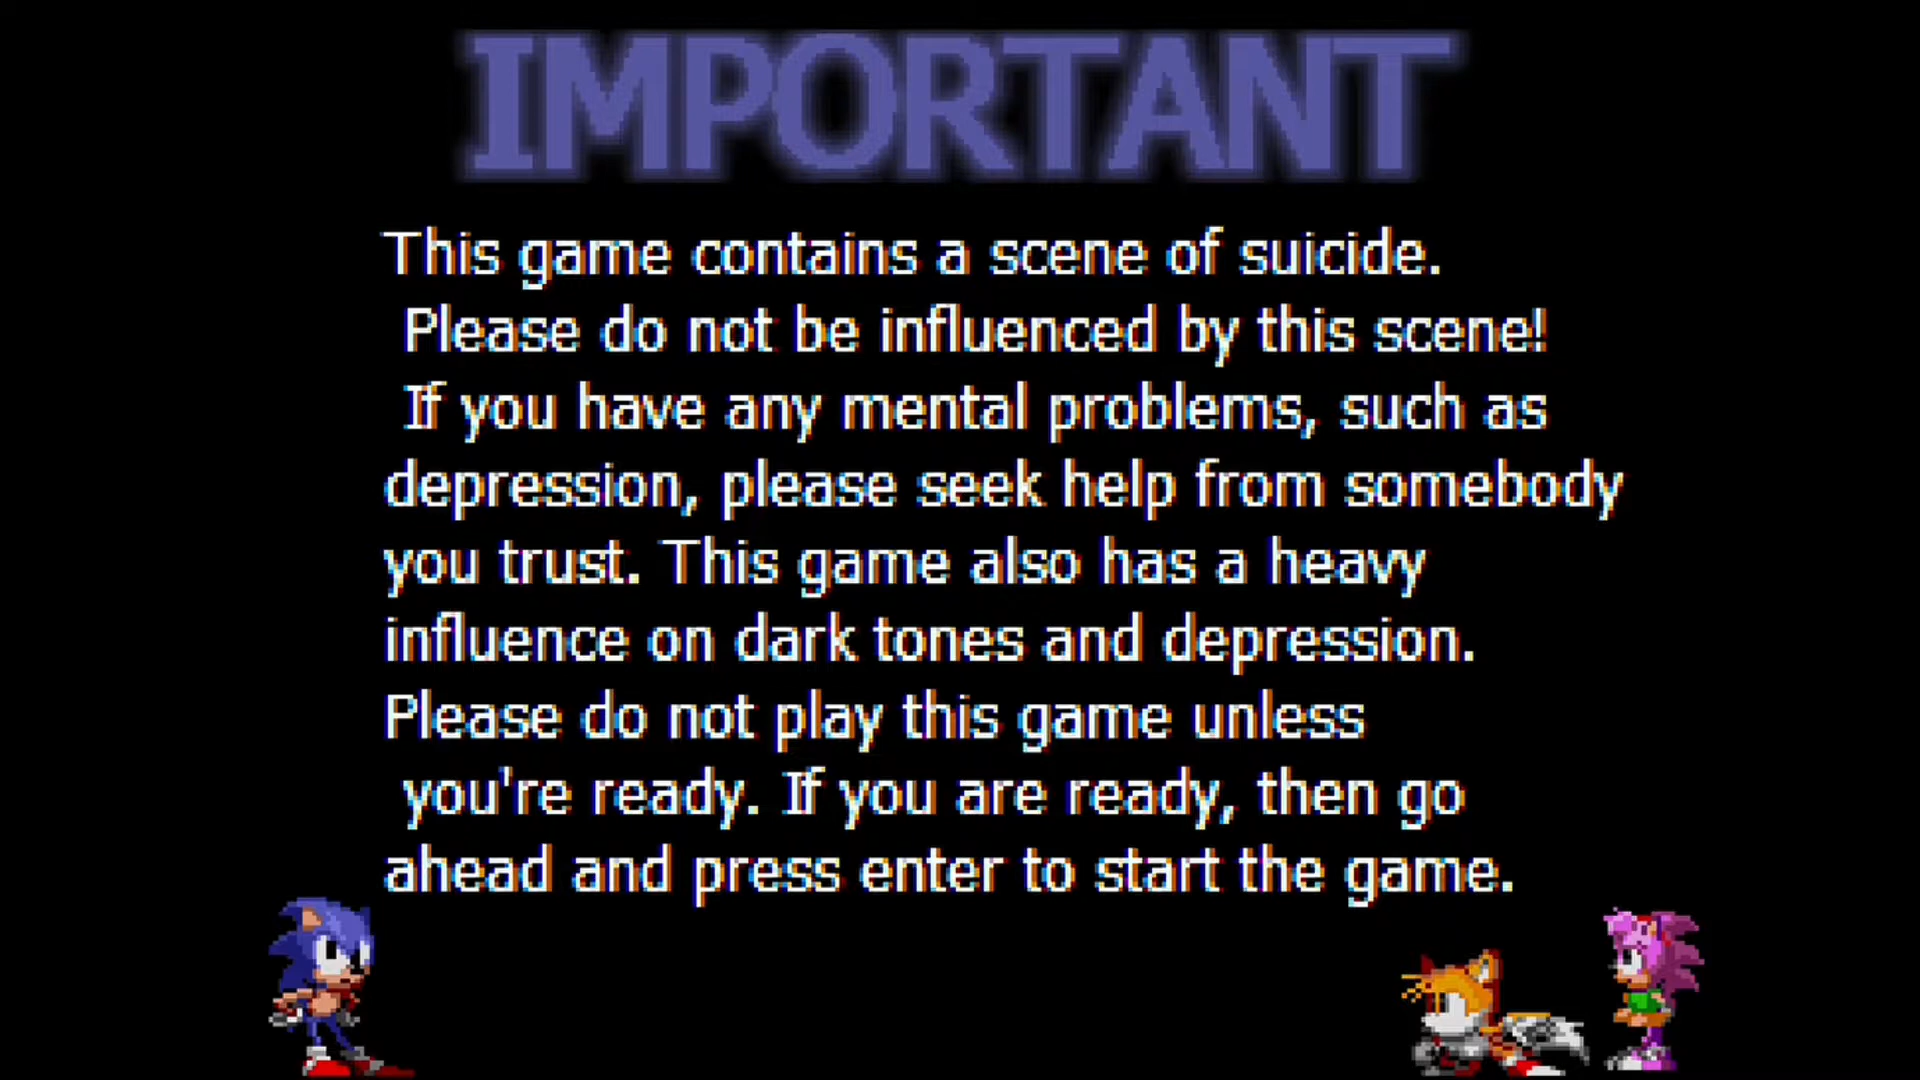 IMPORTANT
This game contains a scene of suicide.
Please do not be influenced by this scene!
If you have any mental problems, such as
depression, please seek help from somebody
you trust. This game also has a heavy
influence on dark tones and depression.
Please do not play this game unless
you're ready. If you are ready, then go
ahead and press enter to start the game.